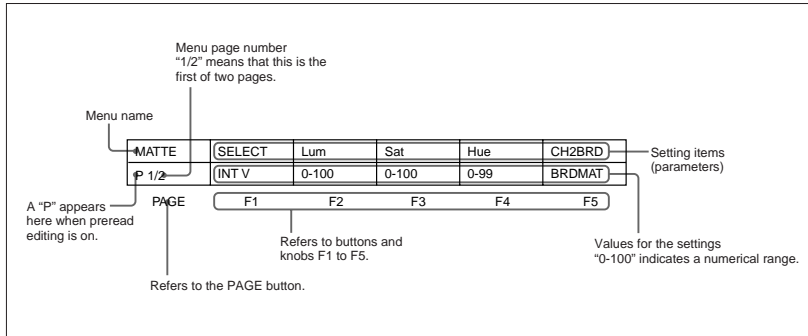 Menu page number
“1/2” means that this is the
first of two pages.
Menu name
MATTE SELECT Lum Sat Hue CH2BRD
P 1/2 INT V 0-100 0-100 0-99 BRDMAT
PAGE F1 F2 F3 F4 F5
Setting items
(parameters)
A “P” appears
here when preread
editing is on.
Refers to buttons and
knobs F1 to F5.
Values for the settings
“0-100” indicates a numerical range.
Refers to the PAGE button.